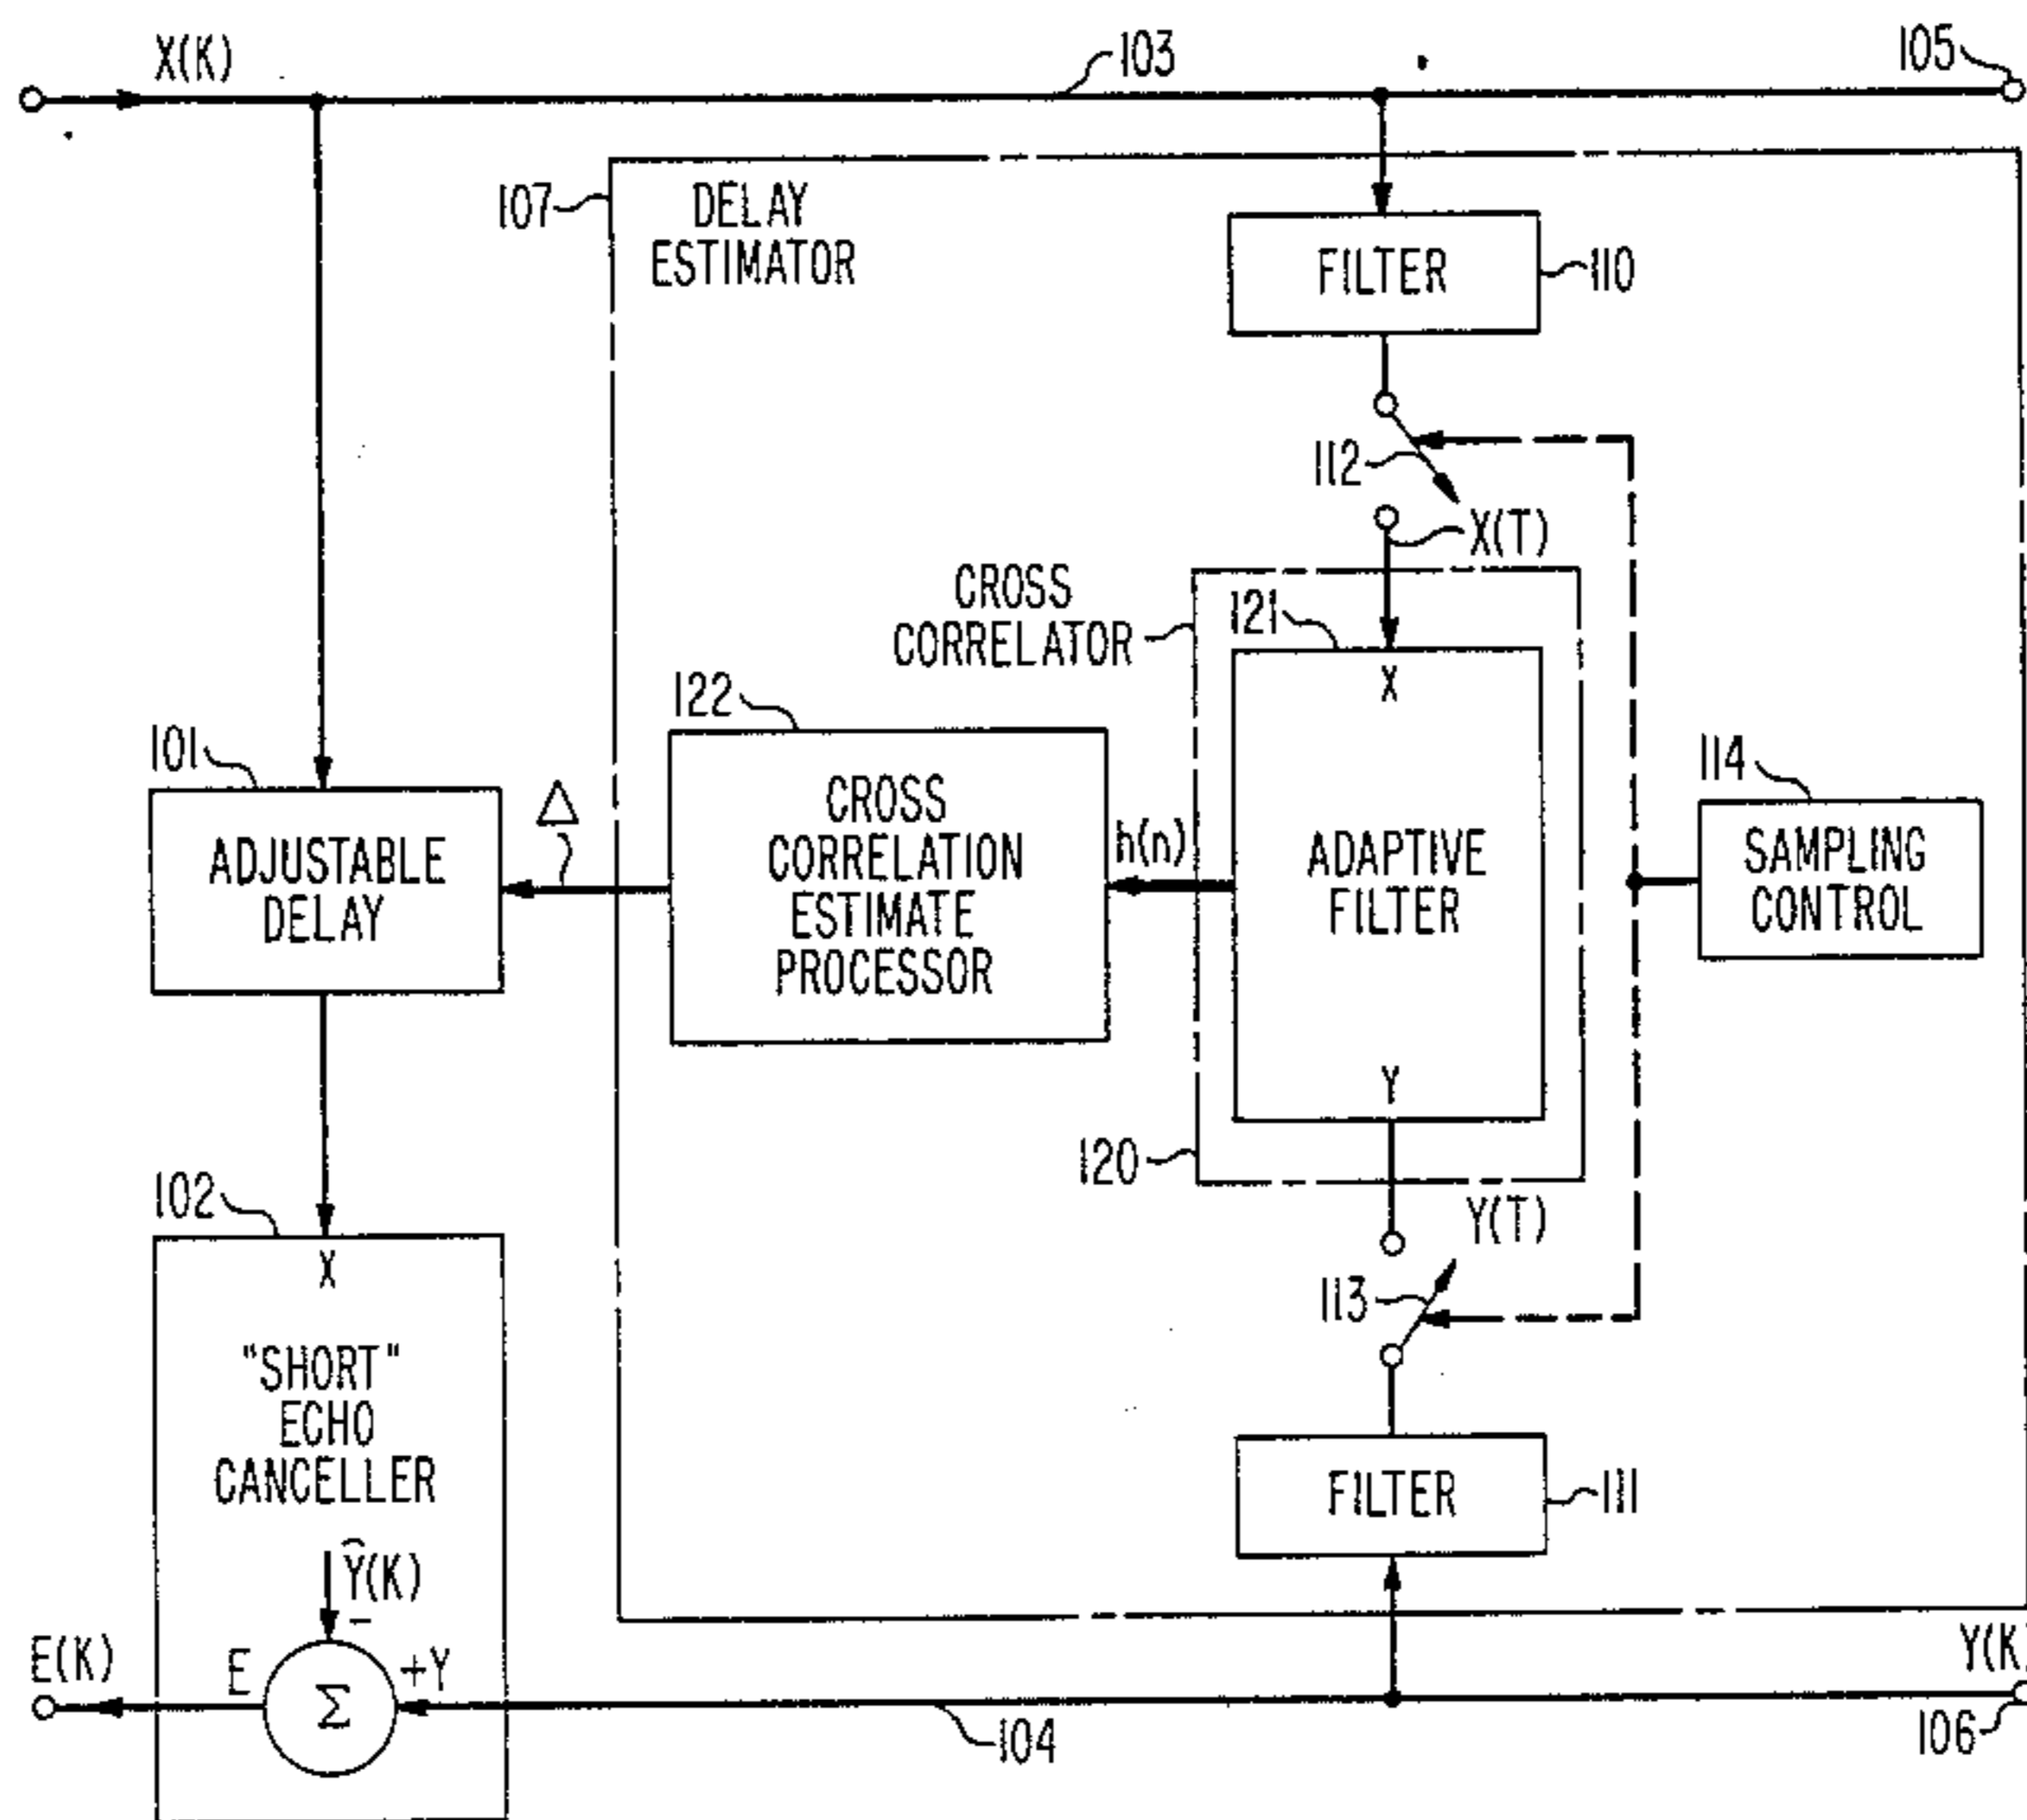 X(K)
103
105
107
DELAY
ESTIMATOR
FILTER
110
112
X(T)
CROSS
CORRELATOR
121
X
122
101
Δ
CROSS
CORRELATION
ESTIMATE
PROCESSOR
h(n)
ADAPTIVE
FILTER
114
SAMPLING
CONTROL
ADJUSTABLE
DELAY
Y
120
102
X
Y(T)
113
"SHORT"
ECHO
CANCELLER
FILTER
111
Ŷ(K)
-
E(K)
E
Σ
+Y
104
Y(K)
106